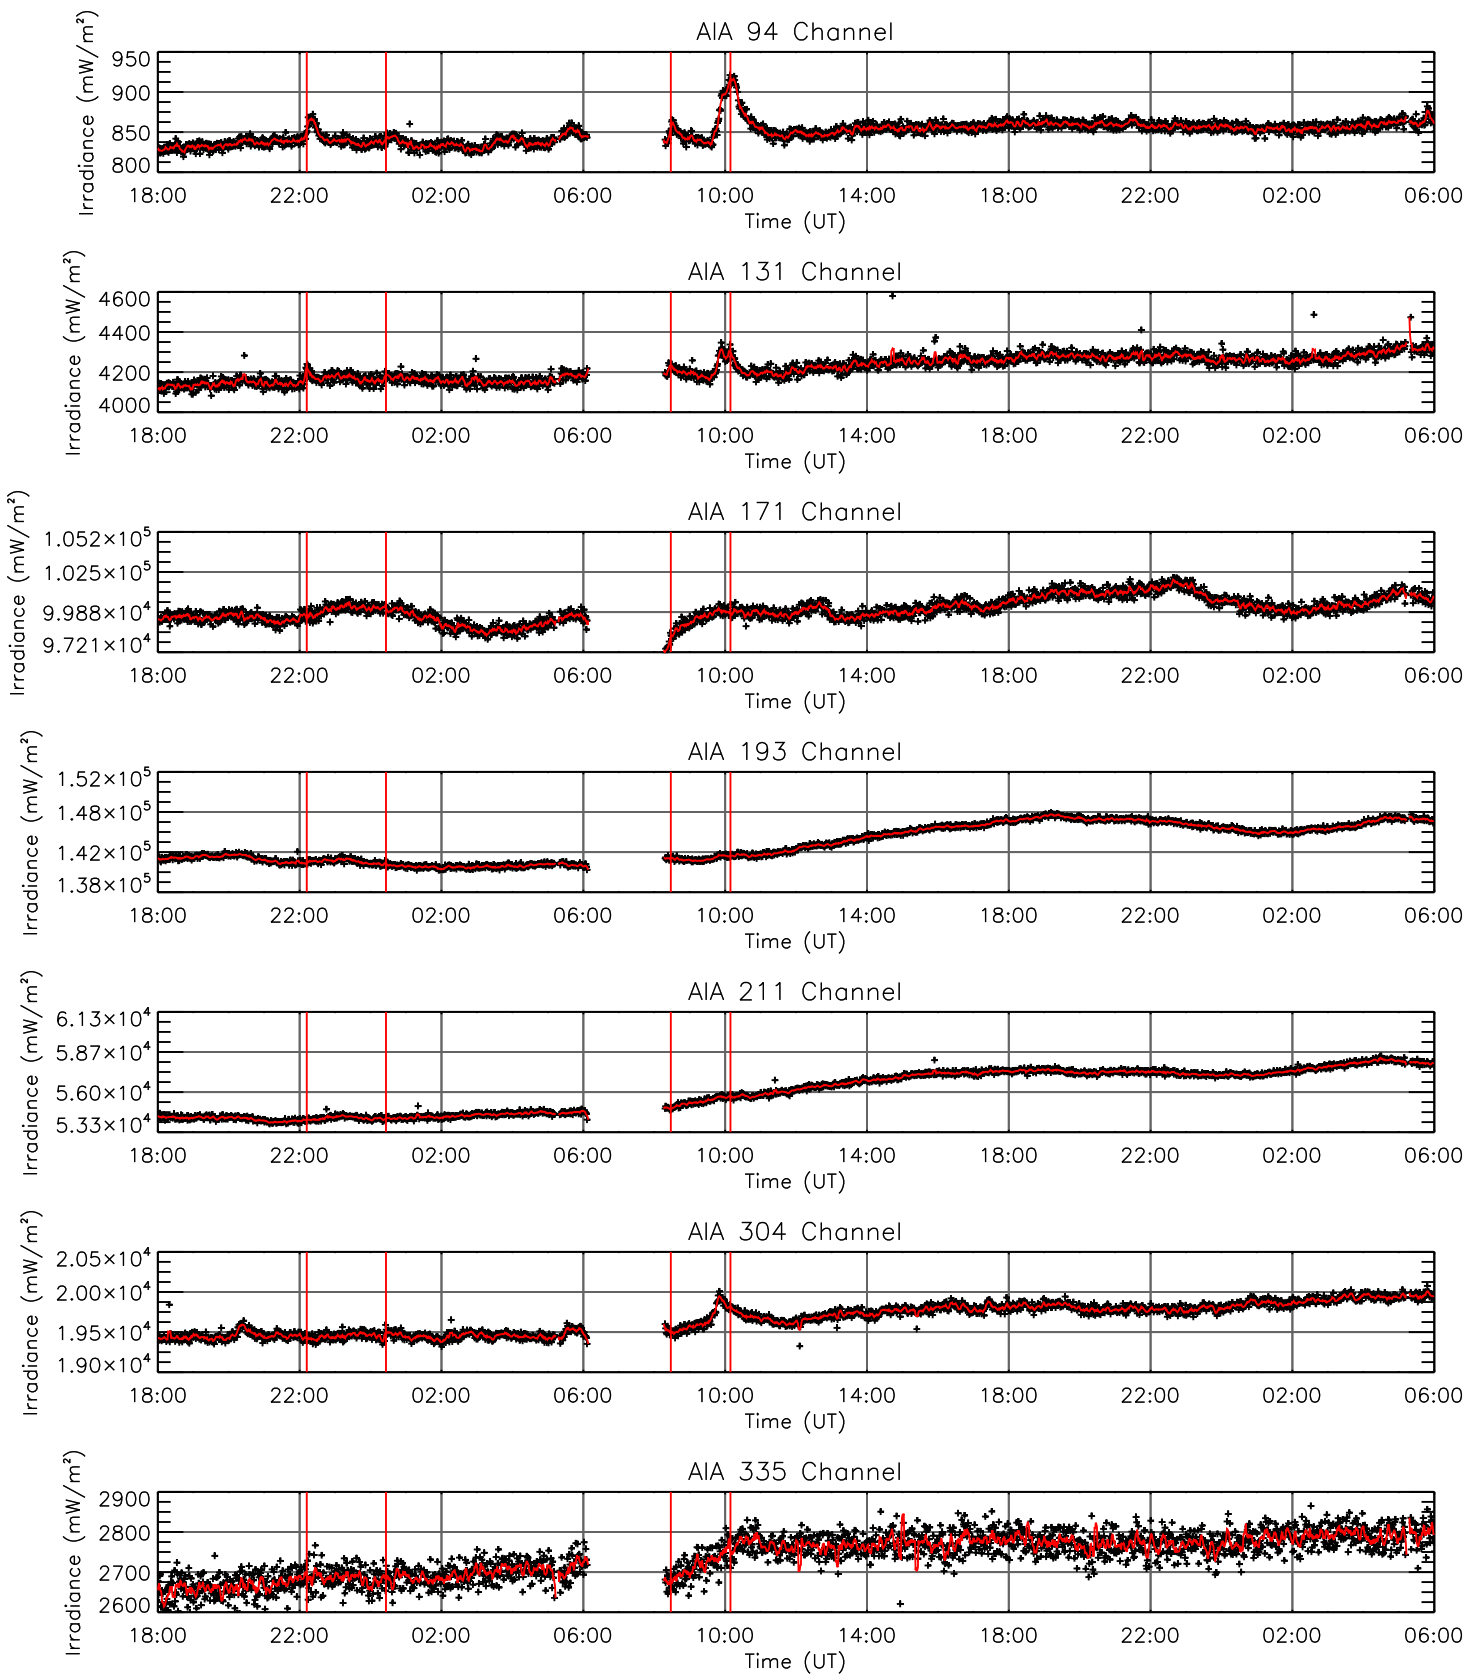 AIA 94 Channel
Irradiance (mW/m²)
950
900
850
800
18:00 22:00 02:00 06:00 10:00 14:00 18:00 22:00 02:00 06:00
Time (UT)
AIA 131 Channel
Irradiance (mW/m²)
4600
4400
4200
4000
18:00 22:00 02:00 06:00 10:00 14:00 18:00 22:00 02:00 06:00
Time (UT)
AIA 171 Channel
Irradiance (mW/m²)
1.052×10⁵
1.025×10⁵
9.988×10⁴
9.721×10⁴
18:00 22:00 02:00 06:00 10:00 14:00 18:00 22:00 02:00 06:00
Time (UT)
AIA 193 Channel
Irradiance (mW/m²)
1.52×10⁵
1.48×10⁵
1.42×10⁵
1.38×10⁵
18:00 22:00 02:00 06:00 10:00 14:00 18:00 22:00 02:00 06:00
Time (UT)
AIA 211 Channel
Irradiance (mW/m²)
6.13×10⁴
5.87×10⁴
5.60×10⁴
5.33×10⁴
18:00 22:00 02:00 06:00 10:00 14:00 18:00 22:00 02:00 06:00
Time (UT)
AIA 304 Channel
Irradiance (mW/m²)
2.05×10⁴
2.00×10⁴
1.95×10⁴
1.90×10⁴
18:00 22:00 02:00 06:00 10:00 14:00 18:00 22:00 02:00 06:00
Time (UT)
AIA 335 Channel
Irradiance (mW/m²)
2900
2800
2700
2600
18:00 22:00 02:00 06:00 10:00 14:00 18:00 22:00 02:00 06:00
Time (UT)